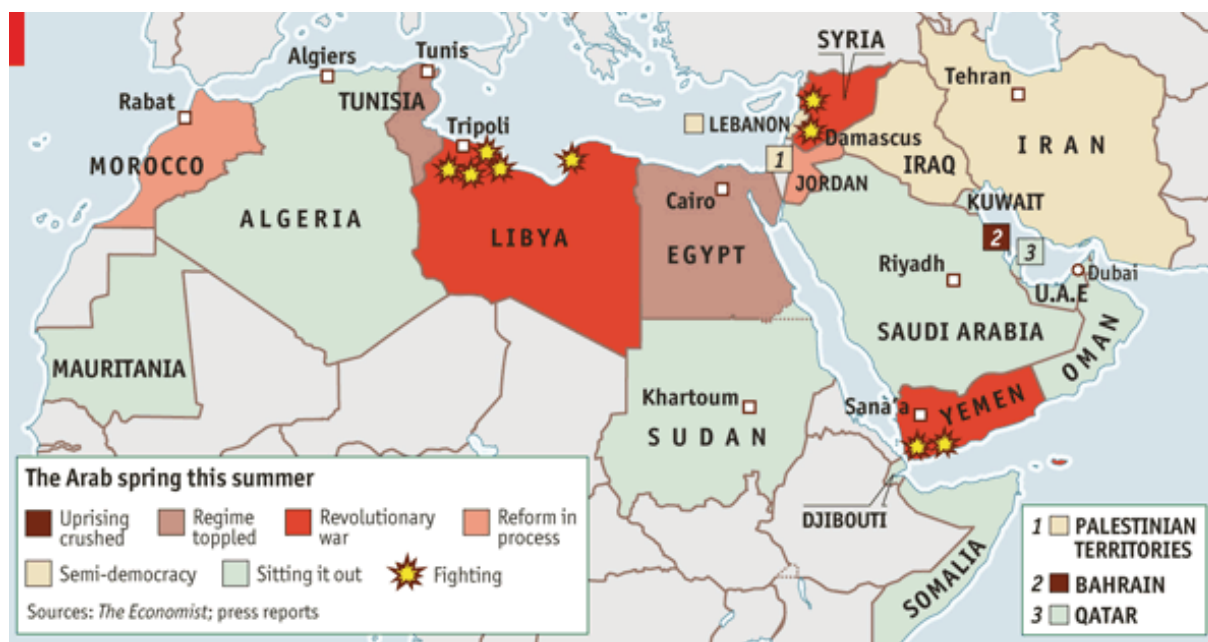 Algiers
Tunis
SYRIA
Tehran
Rabat
TUNISIA
Tripoli
LEBANON
Damascus
IRAN
MOROCCO
1
IRAQ
JORDAN
ALGERIA
LIBYA
Cairo
EGYPT
KUWAIT
2
3
Riyadh
Dubai
U.A.E
SAUDI ARABIA
OMAN
MAURITANIA
Khartoum
SUDAN
Sanà'a
YEMEN
DJIBOUTI
SOMALIA
The Arab spring this summer
Uprising
crushed
Regime
toppled
Revolutionary
war
Reform in
process
Semi-democracy
Sitting it out
Fighting
Sources: The Economist; press reports
1 PALESTINIAN
TERRITORIES
2 BAHRAIN
3 QATAR